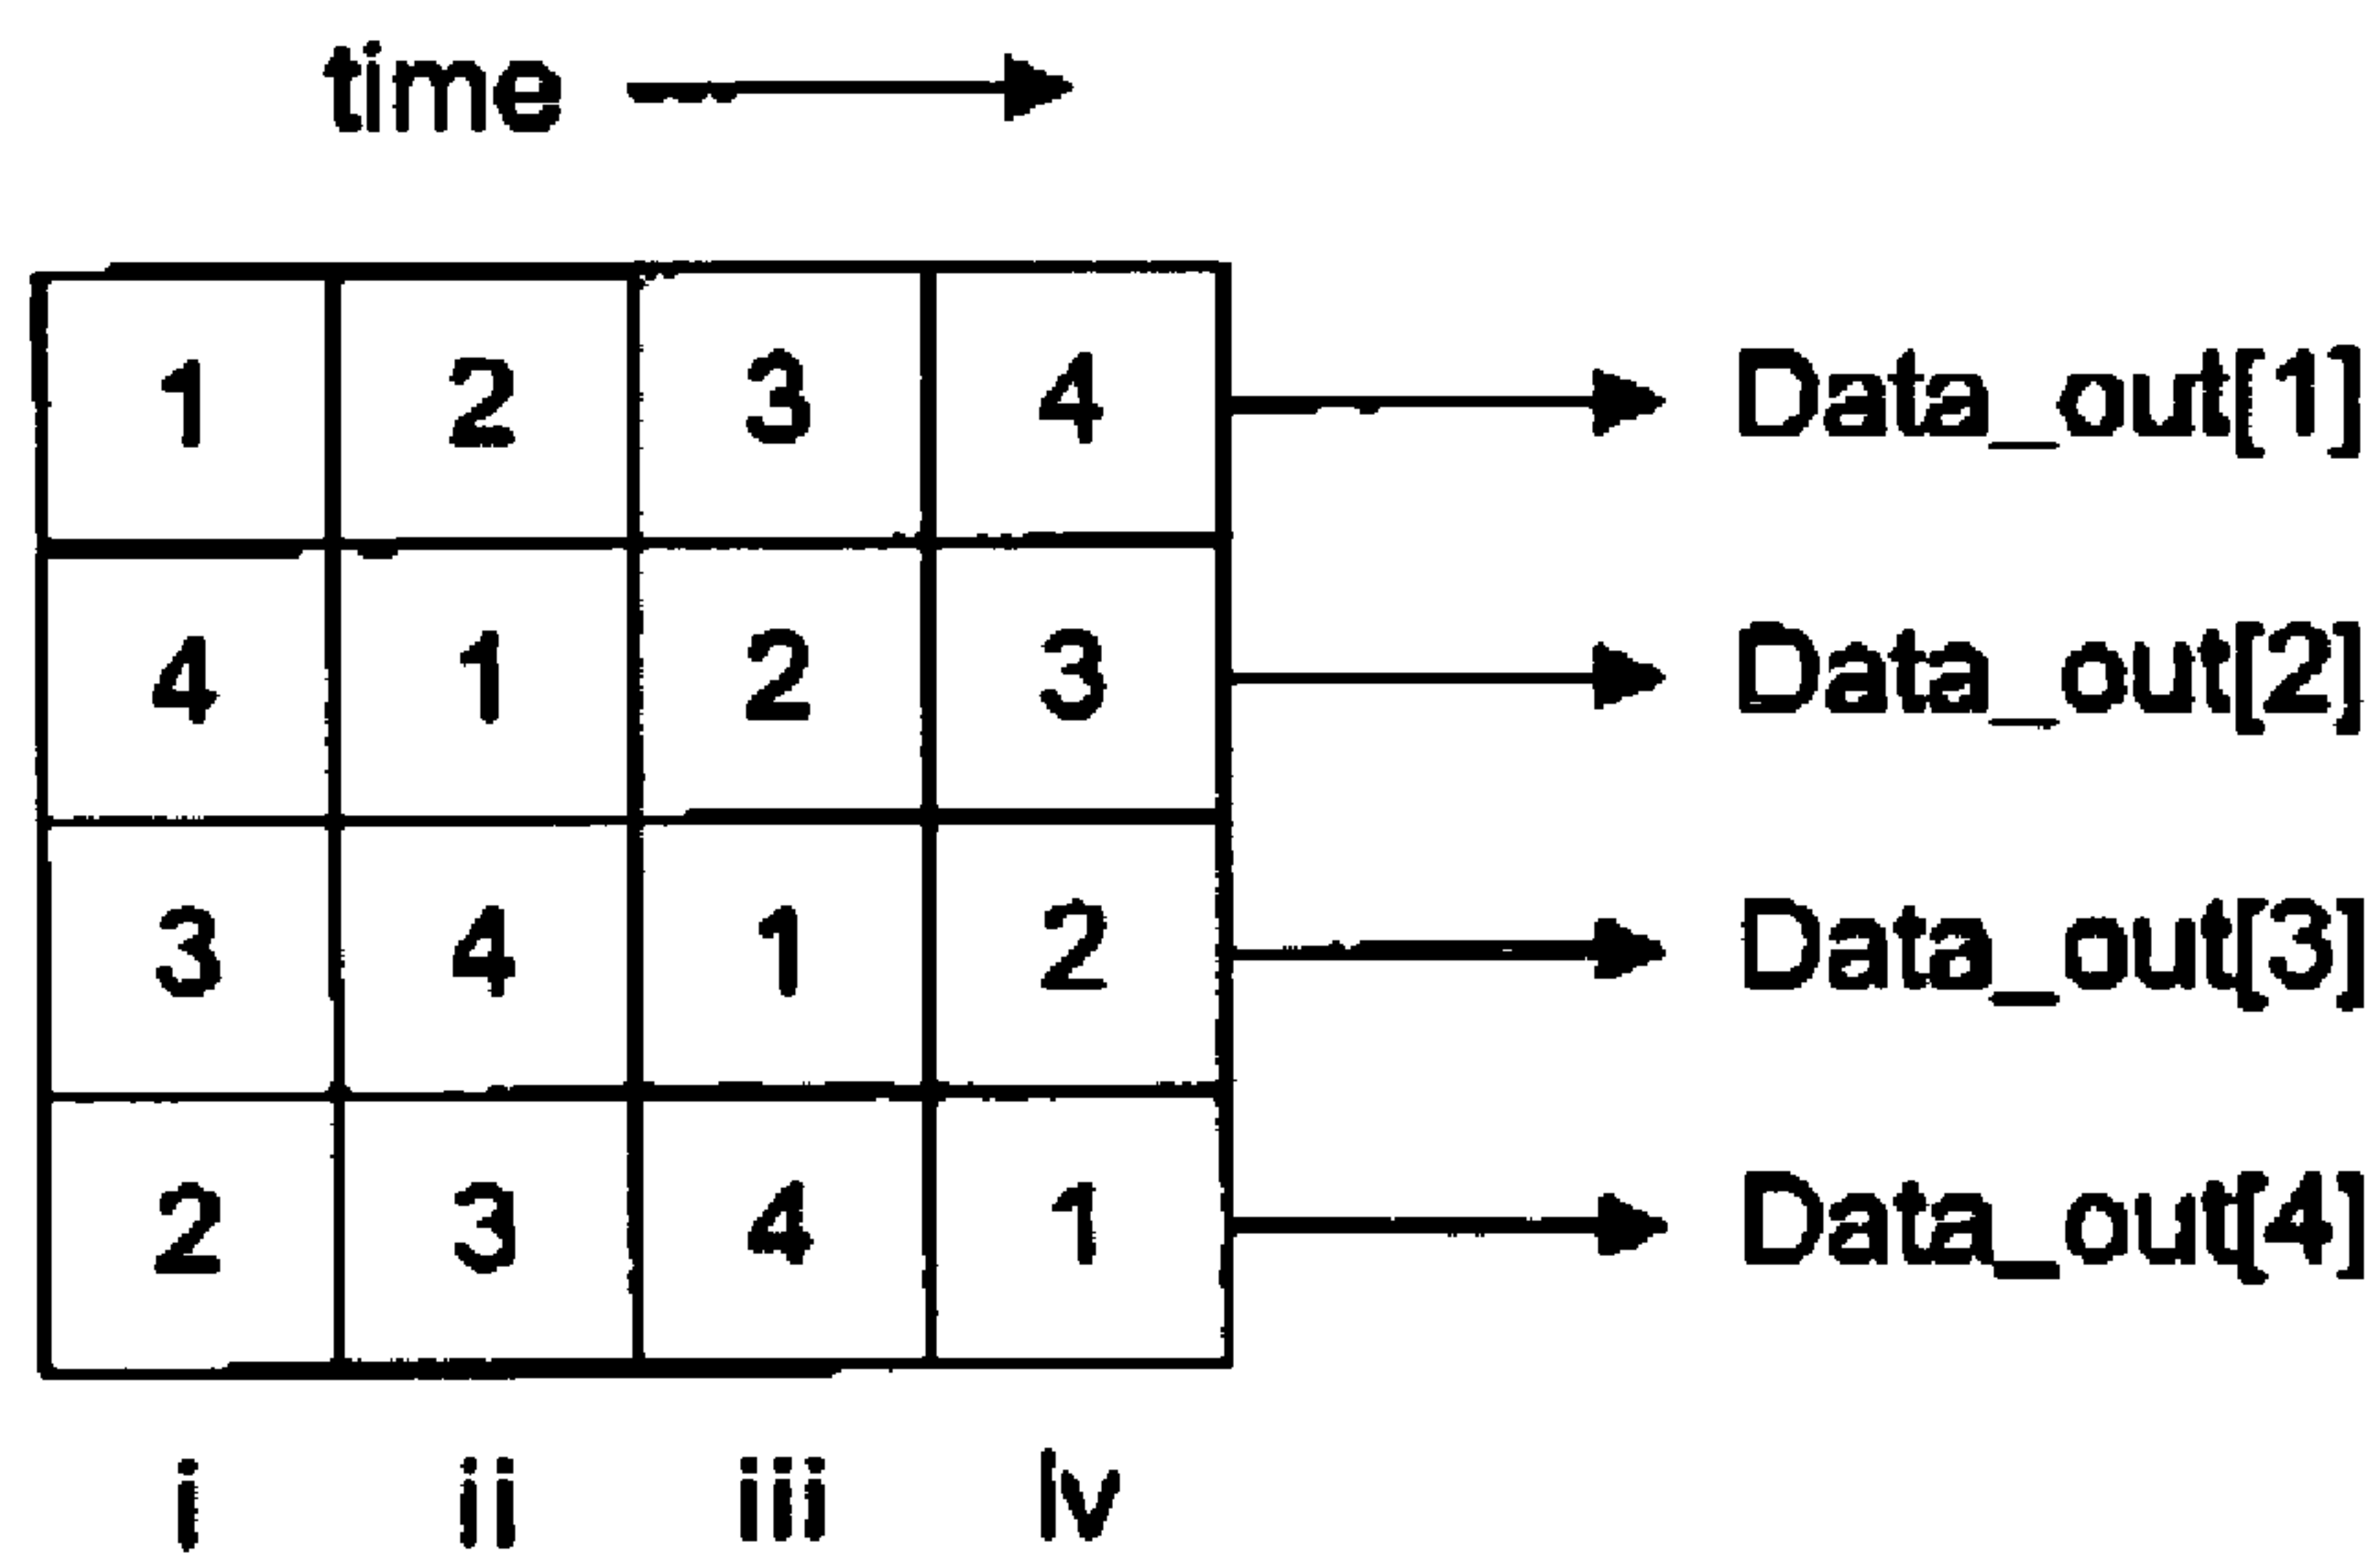 time
1 2 3 4 Data_out[1]
4 1 2 3 Data_out[2]
3 4 1 2 Data_out[3]
2 3 4 1 Data_out[4]
i ii iii Iv